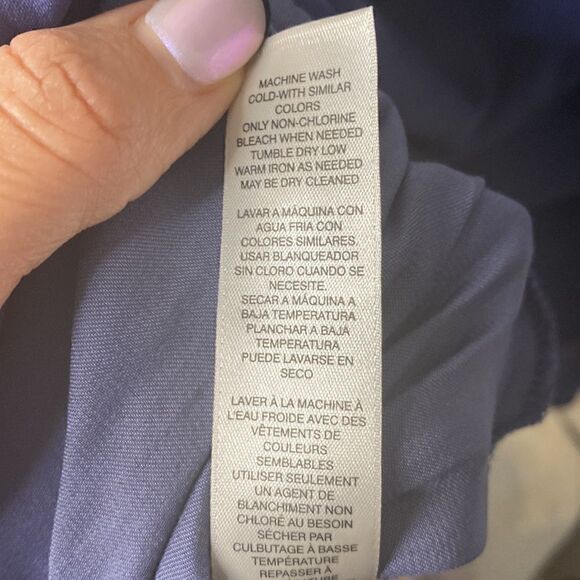 MACHINE WASH
COLD-WITH SIMILAR
COLORS
ONLY NON-CHLORINE
BLEACH WHEN NEEDED
TUMBLE DRY LOW
WARM IRON AS NEEDED
MAY BE DRY CLEANED
LAVAR A MÁQUINA CON
AGUA FRIA CON
COLORES SIMILARES.
USAR BLANQUEADOR
SIN CLORO CUANDO SE
NECESITE.
SECAR A MÁQUINA A
BAJA TEMPERATURA
PLANCHAR A BAJA
TEMPERATURA
PUEDE LAVARSE EN
SECO
LAVER À LA MACHINE À
L'EAU FROIDE AVEC DES
VÊTEMENTS DE
COULEURS
SEMBLABLES
UTILISER SEULEMENT
UN AGENT DE
BLANCHIMENT NON
CHLORÉ AU BESOIN
SÉCHER PAR
CULBUTAGE À BASSE
TEMPÉRATURE
REPASSER À